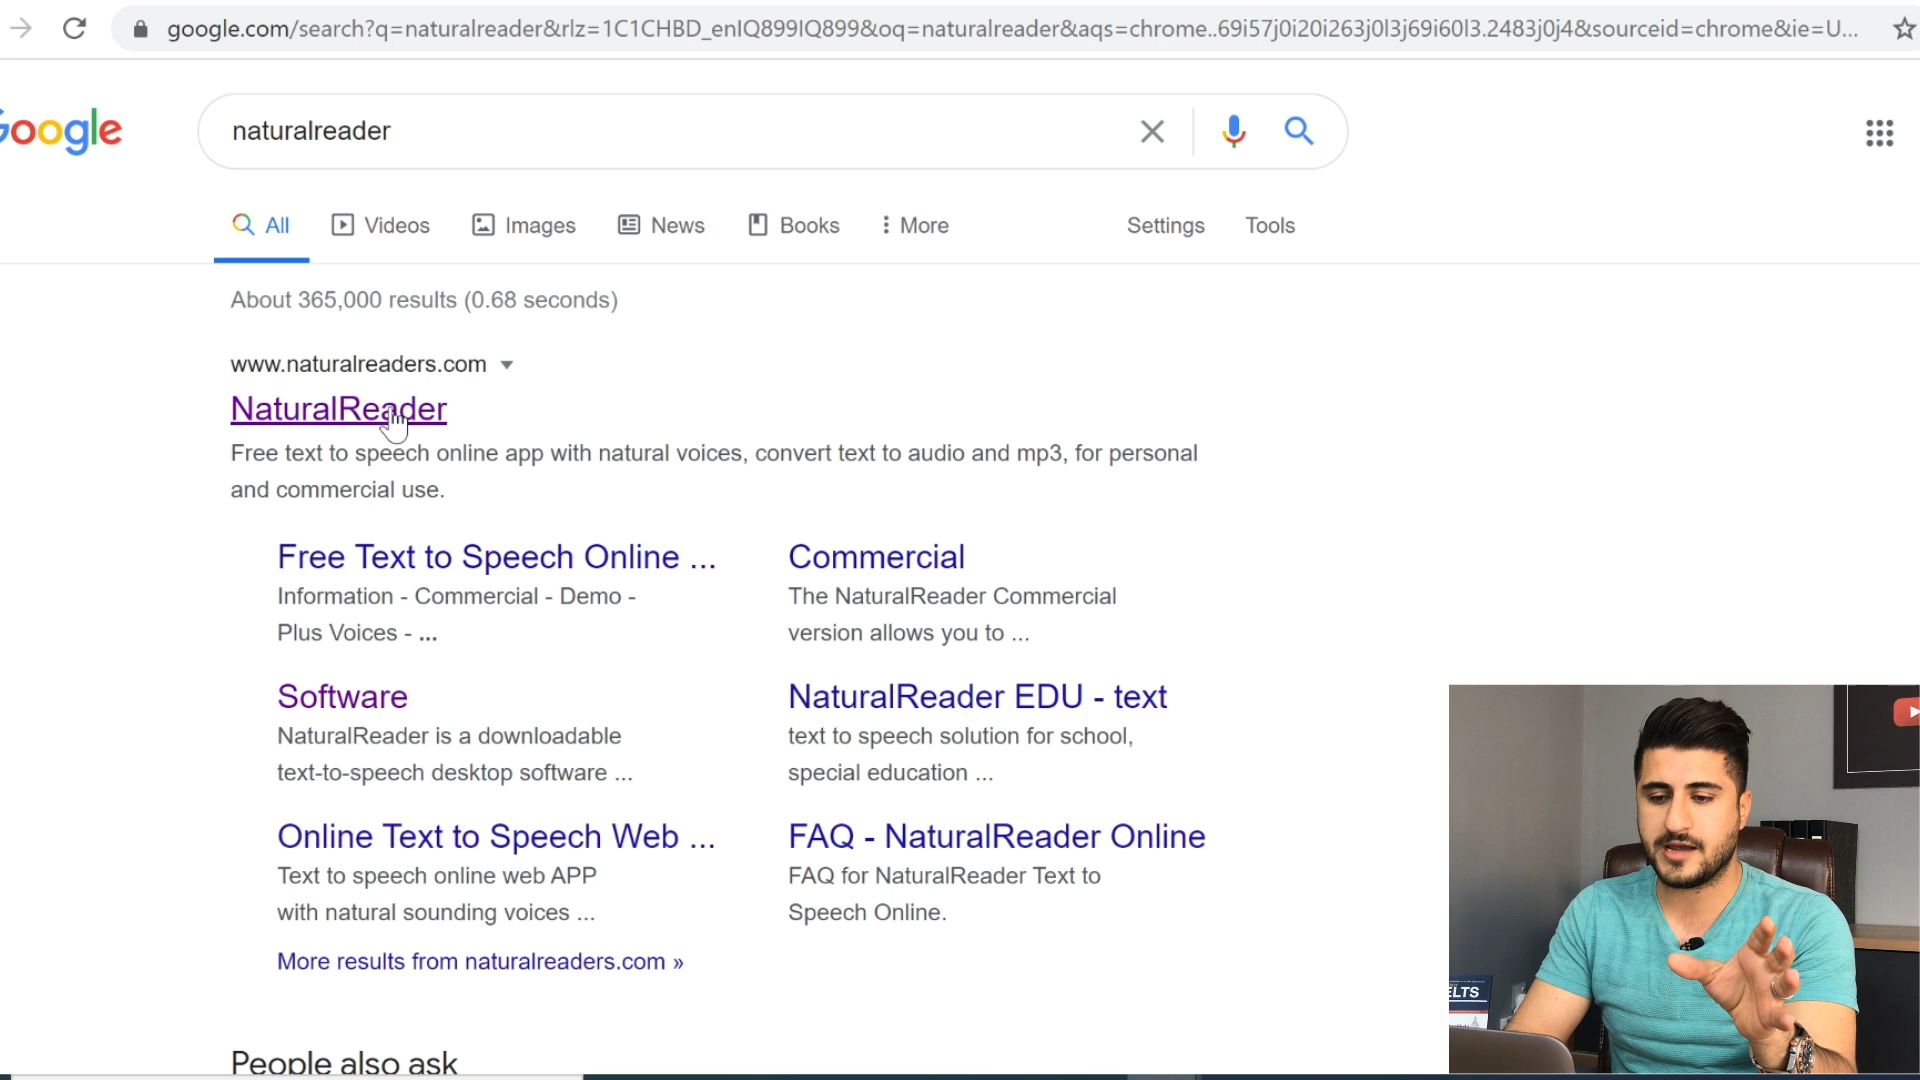 google.com/search?q=naturalreader&rlz=1C1CHBD_enIQ899IQ899&oq=naturalreader&aqs=chrome..69i57j0i20i263j0l3j69i60l3.2483j0j4&sourceid=chrome&ie=U...
Google
naturalreader
All Videos Images News Books More Settings Tools
About 365,000 results (0.68 seconds)
www.naturalreaders.com
NaturalReader
Free text to speech online app with natural voices, convert text to audio and mp3, for personal
and commercial use.
Free Text to Speech Online ...
Information - Commercial - Demo -
Plus Voices - ...
Commercial
The NaturalReader Commercial
version allows you to ...
Software
NaturalReader is a downloadable
text-to-speech desktop software ...
NaturalReader EDU - text
text to speech solution for school,
special education ...
Online Text to Speech Web ...
Text to speech online web APP
with natural sounding voices ...
FAQ - NaturalReader Online
FAQ for NaturalReader Text to
Speech Online.
More results from naturalreaders.com »
People also ask
ELTS